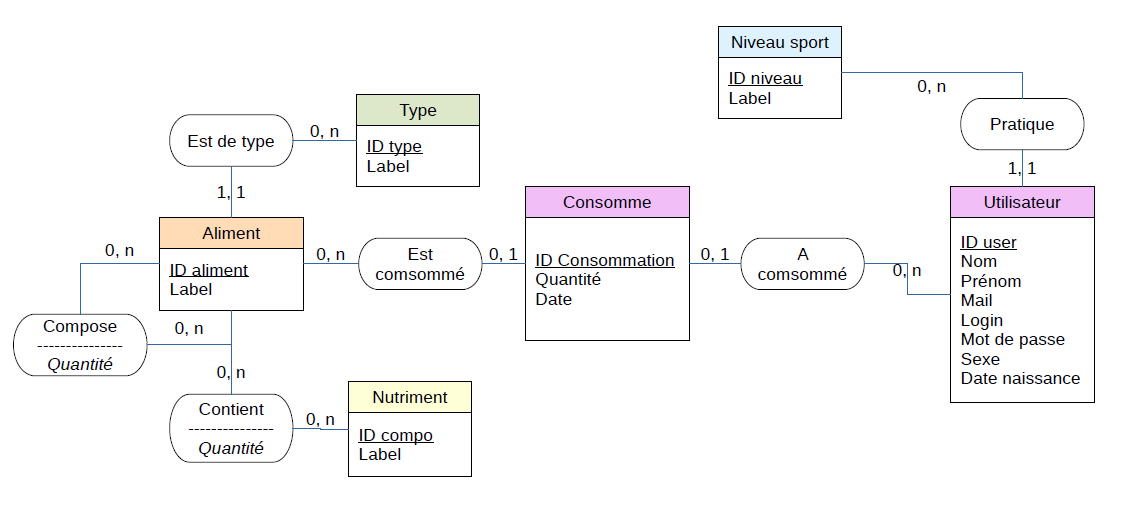 Niveau sport
ID niveau
Label
0, n
Pratique
1, 1
Type
ID type
Label
0, n
Est de type
1, 1
Aliment
ID aliment
Label
0, n
0, n
Est
comsommé
0, 1
Consomme
ID Consommation
Quantité
Date
0, 1
A
comsommé
0, n
Utilisateur
ID user
Nom
Prénom
Mail
Login
Mot de passe
Sexe
Date naissance
Compose
---------------
Quantité
0, n
0, n
Contient
---------------
Quantité
0, n
Nutriment
ID compo
Label